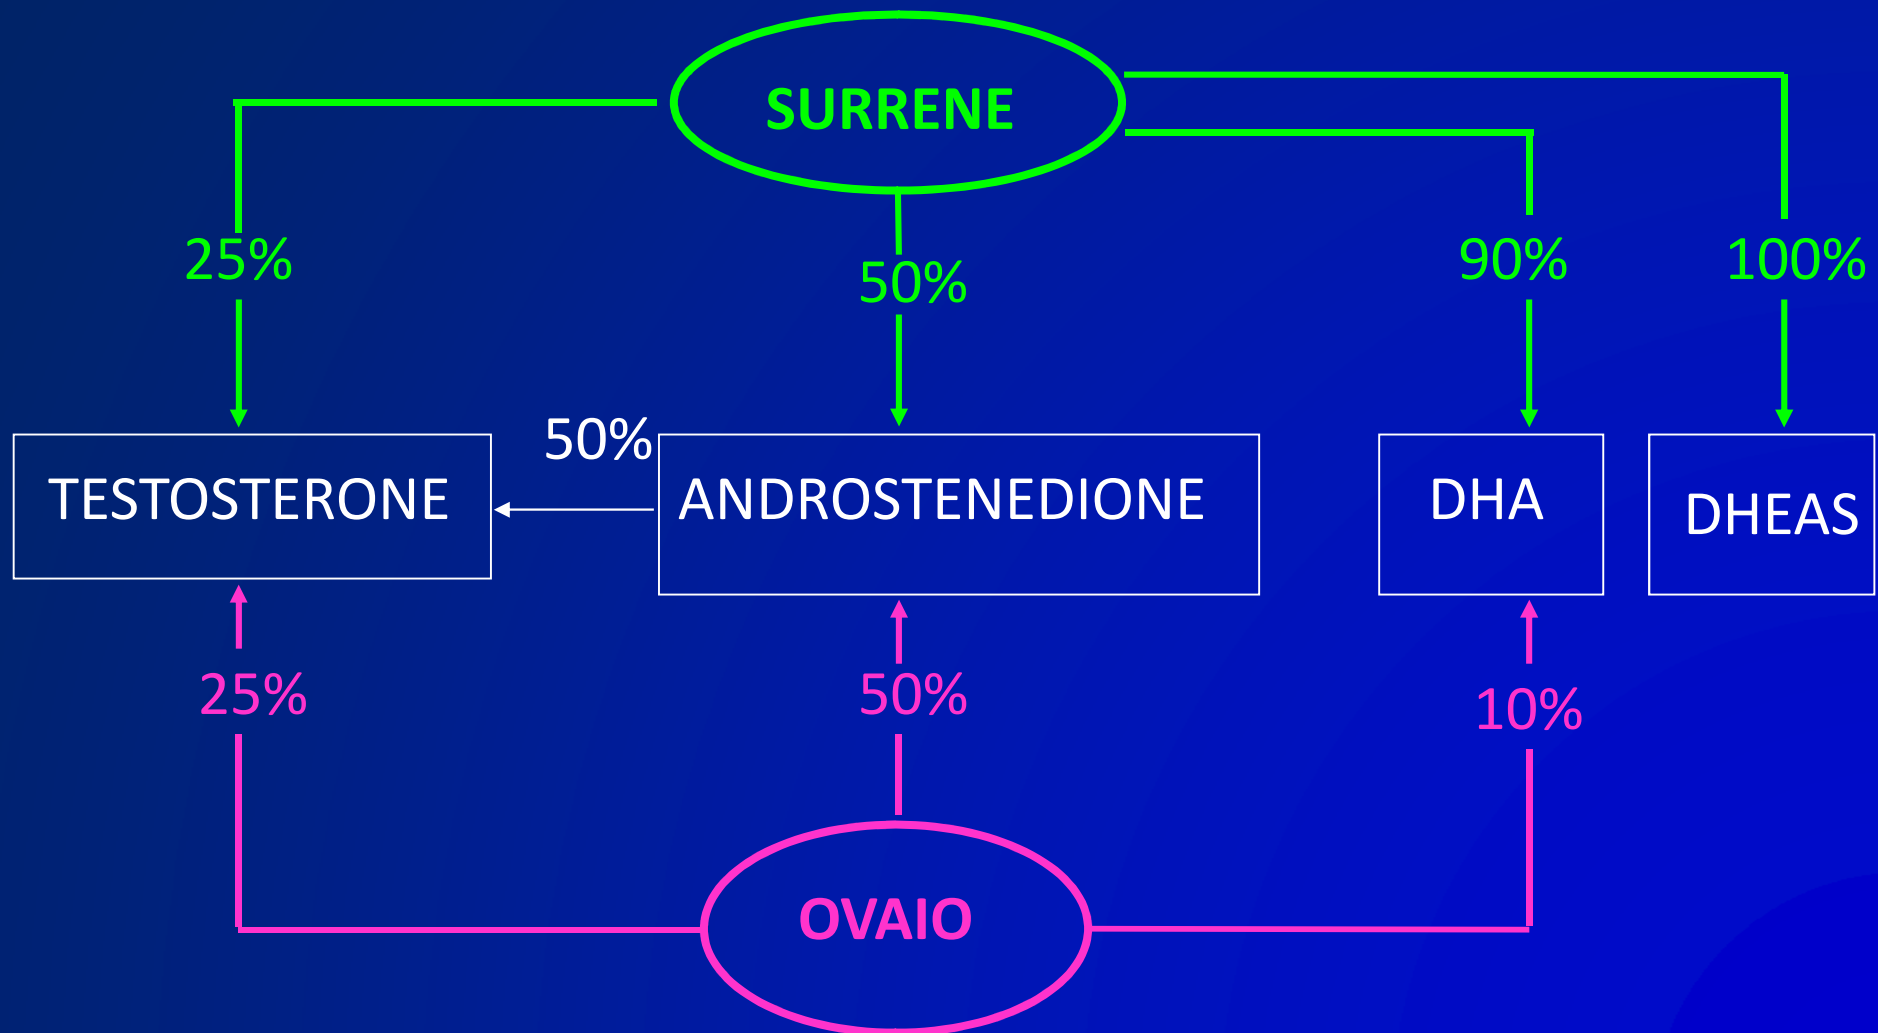 SURRENE
25%
50%
90%
100%
50%
TESTOSTERONE
ANDROSTENEDIONE
DHA
DHEAS
25%
50%
10%
OVAIO